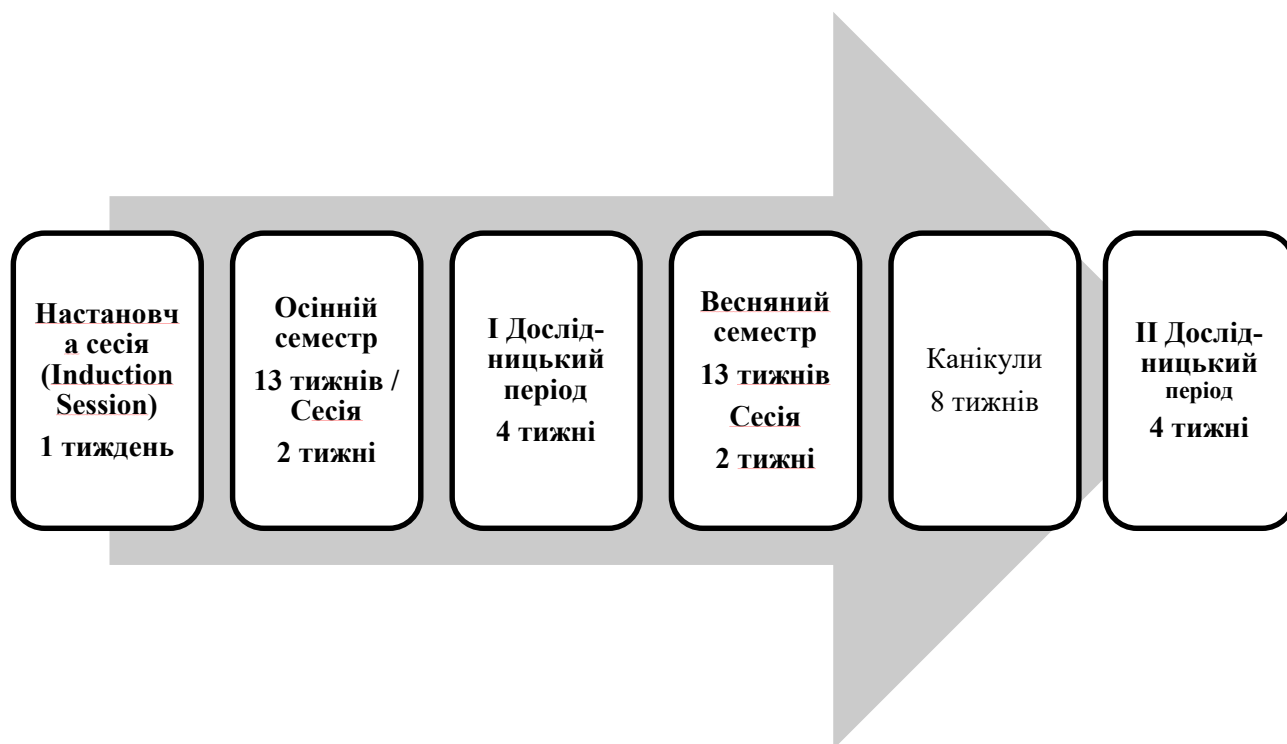 Настановч
а сесія
(Induction
Session)
1 тиждень
Осінній
семестр
13 тижнів /
Сесія
2 тижні
І Дослід-
ницький
період
4 тижні
Весняний
семестр
13 тижнів
Сесія
2 тижні
Канікули
8 тижнів
ІІ Дослід-
ницький
період
4 тижні